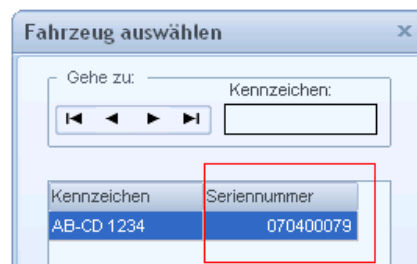 Fahrzeug auswählen
Gehe zu:
Kennzeichen:
Kennzeichen Seriennummer
AB-CD 1234 070400079